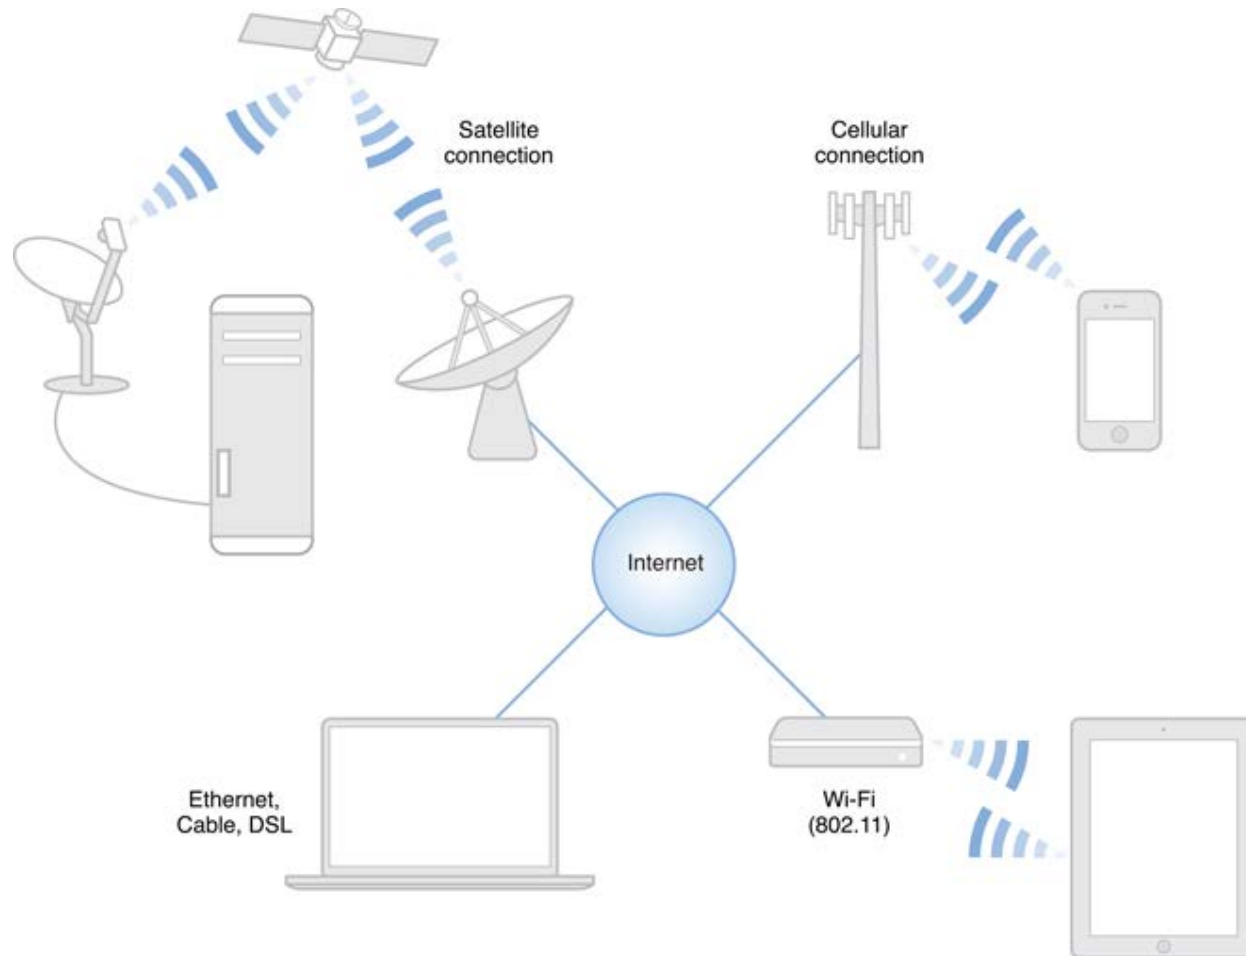 Satellite
connection
Cellular
connection
Internet
Ethernet,
Cable, DSL
Wi-Fi
(802.11)